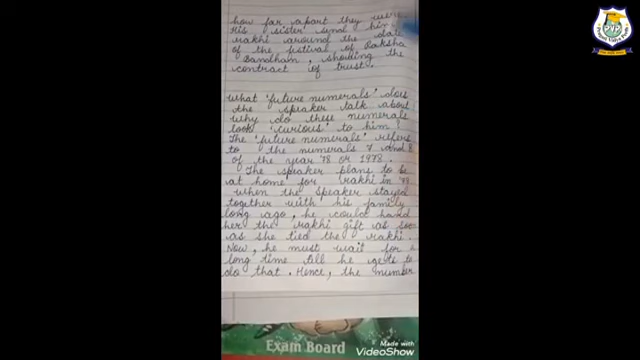 how far apart they were.
His sister send him
rakhi around the date
of the festival of Raksha
Bandham, showing the
contract of trust.
What 'future numerals' does
the speaker talk about
why do these numerals
look 'curious' to him?
The 'future numerals' refers
to the numerals 7 and 8
of the year '78 or 1978.
The speaker plans to be
at home for rakhi in '78
when the speaker stayed
together with his family
long ago, he could hand
her the rakhi gift as soo
as she tied the rakhi.
Now, he must wait for a
long time till he gets to
do that. Hence, the number
Exam Board
Made with
VideoShow